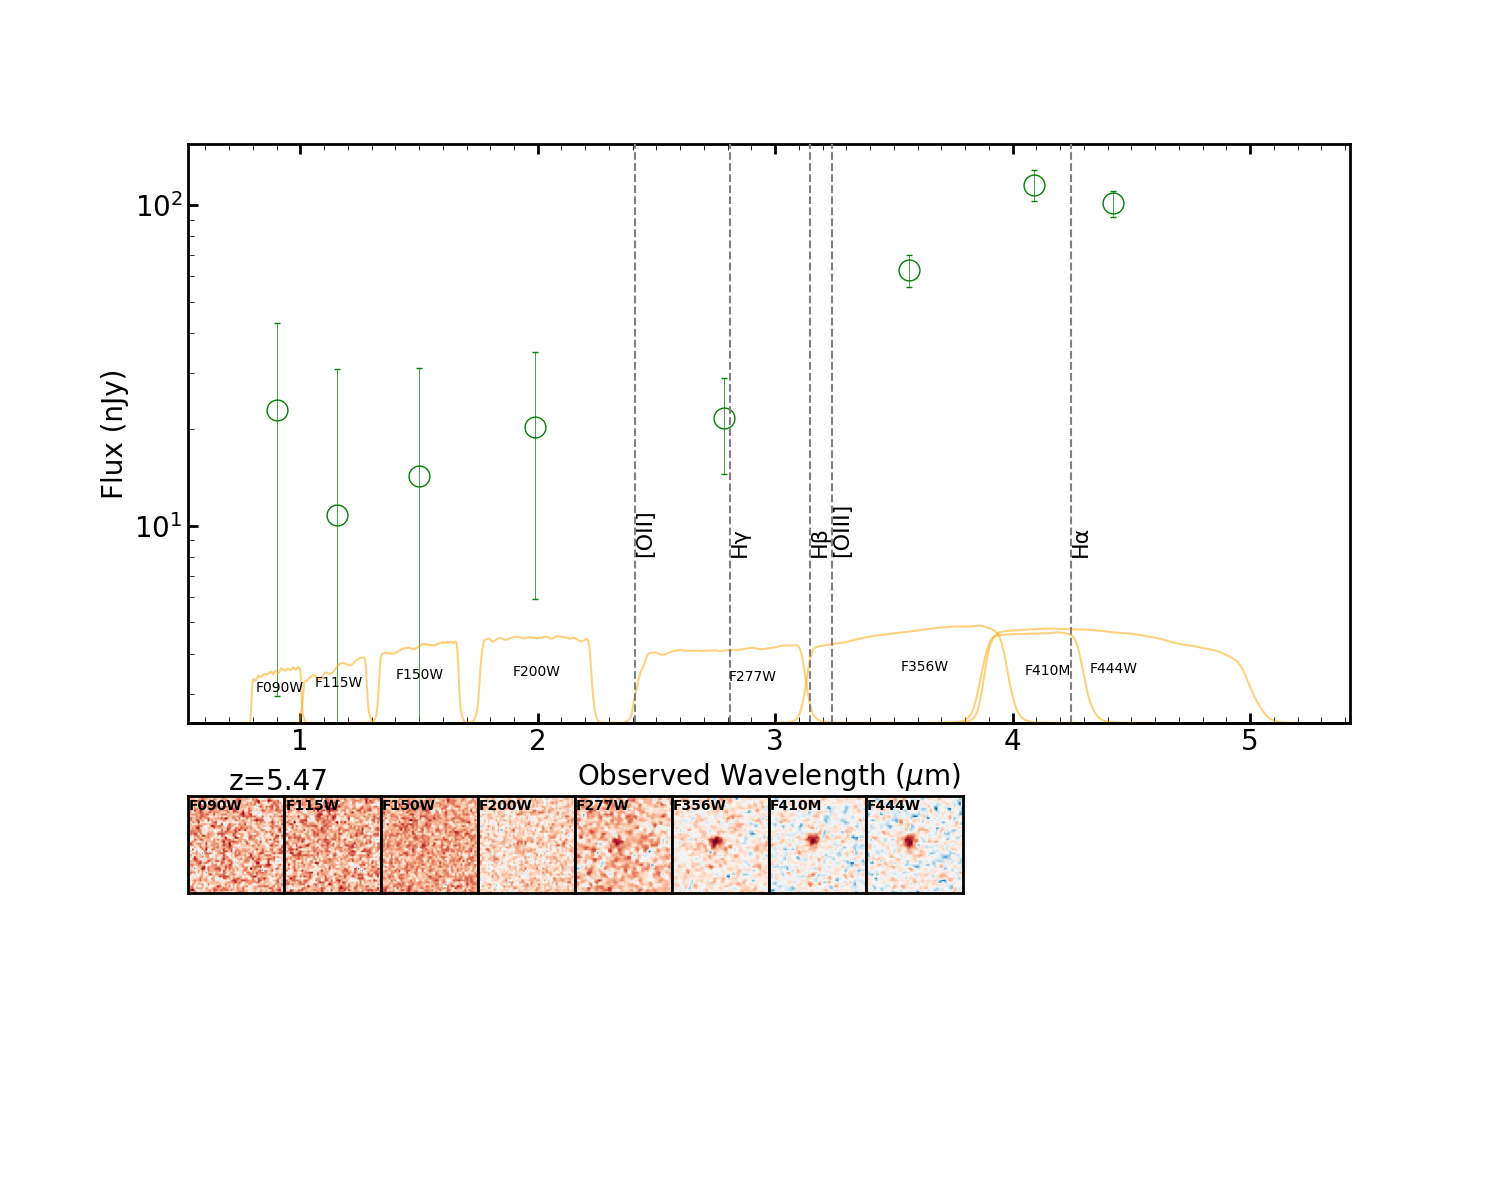 Flux (nJy)
10²
10¹
[OII]
Hγ
Hβ
[OIII]
Hα
F090W
F115W
F150W
F200W
F277W
F356W
F410M
F444W
1
2
3
4
5
Observed Wavelength (μm)
z=5.47
F090W
F115W
F150W
F200W
F277W
F356W
F410M
F444W